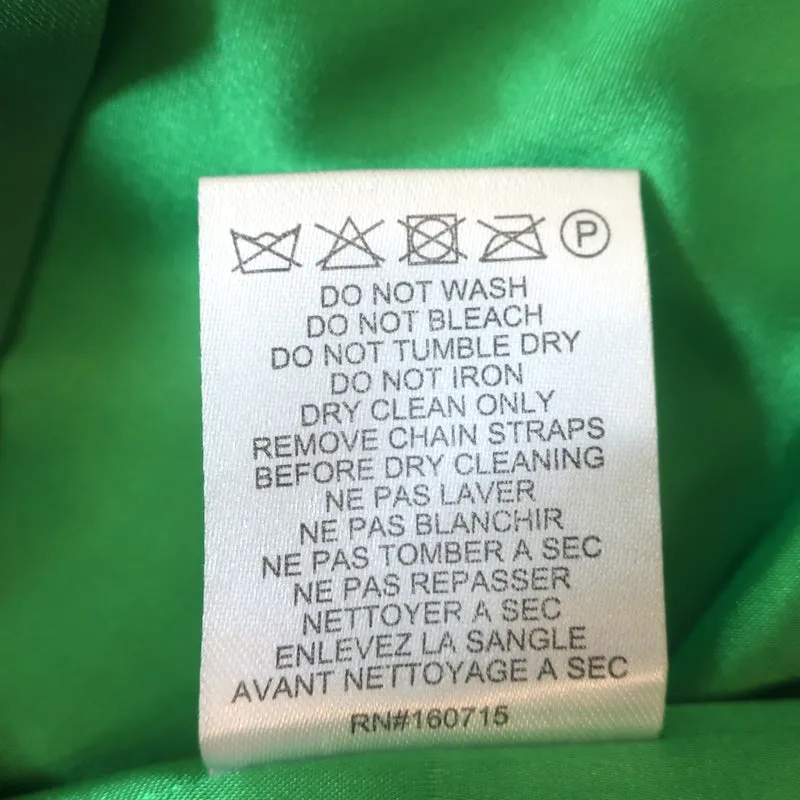 P
DO NOT WASH
DO NOT BLEACH
DO NOT TUMBLE DRY
DO NOT IRON
DRY CLEAN ONLY
REMOVE CHAIN STRAPS
BEFORE DRY CLEANING
NE PAS LAVER
NE PAS BLANCHIR
NE PAS TOMBER A SEC
NE PAS REPASSER
NETTOYER A SEC
ENLEVEZ LA SANGLE
AVANT NETTOYAGE A SEC
RN#160715